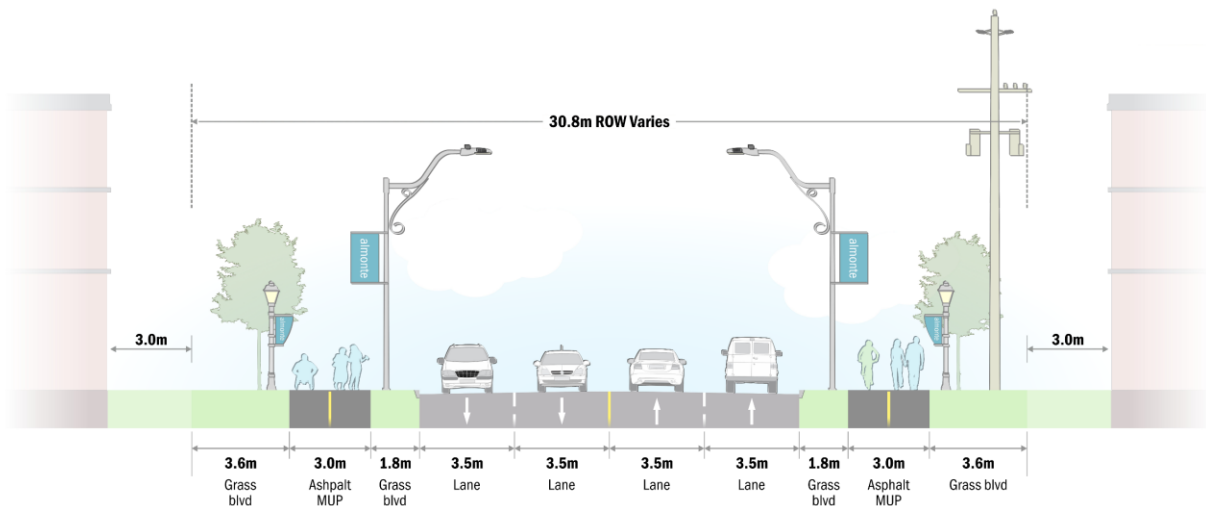 30.8m ROW Varies
almonte
almonte
almonte
almonte
3.0m
3.0m
3.6m
3.0m
1.8m
3.5m
3.5m
3.5m
3.5m
1.8m
3.0m
3.6m
Grass
blvd
Ashpalt
MUP
Grass
blvd
Lane
Lane
Lane
Lane
Grass
blvd
Asphalt
MUP
Grass blvd